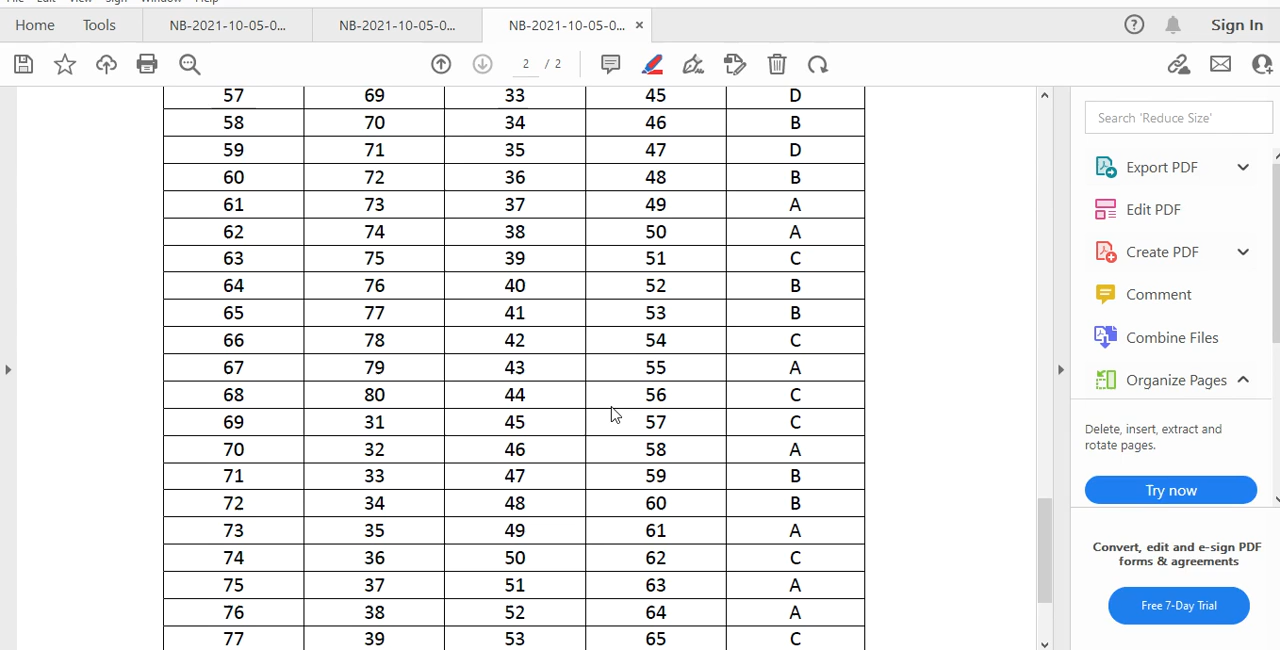 File Edit View Sign Window Help
Home Tools NB-2021-10-05-0... NB-2021-10-05-0... NB-2021-10-05-0... × ? Sign In
2 / 2
57 69 33 45 D
58 70 34 46 B
59 71 35 47 D
60 72 36 48 B
61 73 37 49 A
62 74 38 50 A
63 75 39 51 C
64 76 40 52 B
65 77 41 53 B
66 78 42 54 C
67 79 43 55 A
68 80 44 56 C
69 31 45 57 C
70 32 46 58 A
71 33 47 59 B
72 34 48 60 B
73 35 49 61 A
74 36 50 62 C
75 37 51 63 A
76 38 52 64 A
77 39 53 65 C
Search 'Reduce Size'
Export PDF
Edit PDF
Create PDF
Comment
Combine Files
Organize Pages
Delete, insert, extract and
rotate pages.
Try now
Convert, edit and e-sign PDF
forms & agreements
Free 7-Day Trial